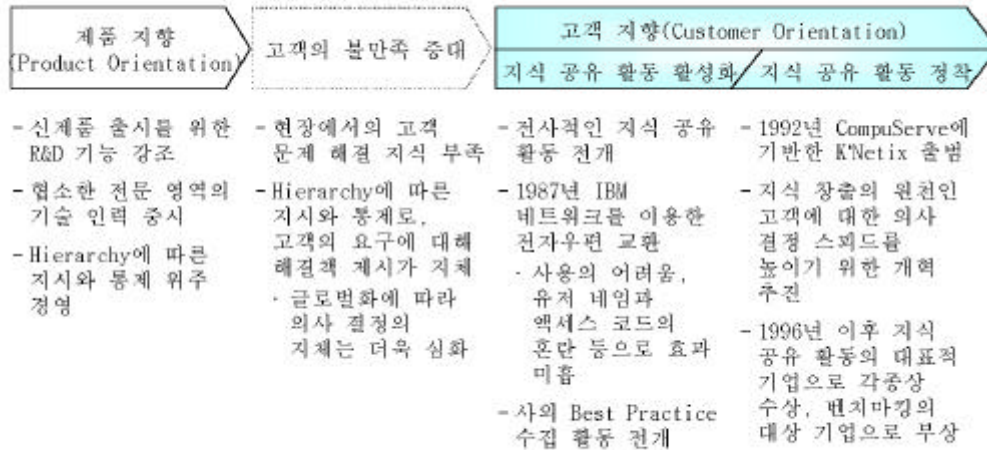 제품 지향
(Product Orientation)
고객의 불만족 증대
고객 지향(Customer Orientation)
지식 공유 활동 활성화
지식 공유 활동 정착
- 신제품 출시를 위한
R&D 기능 강조
- 협소한 전문 영역의
기술 인력 중시
- Hierarchy에 따른
지시와 통제 위주
경영
- 현장에서의 고객
문제 해결 지식 부족
- Hierarchy에 따른
지시와 통제로,
고객의 요구에 대해
해결책 제시가 지체
· 글로벌화에 따라
의사 결정의
지체는 더욱 심화
- 전사적인 지식 공유
활동 전개
- 1987년 IBM
네트워크를 이용한
전자우편 교환
· 사용의 어려움,
유저 네임과
액세스 코드의
혼란 등으로 효과
미흡
- 사의 Best Practice
수집 활동 전개
- 1992년 CompuServe에
기반한 K'Netix 출범
- 지식 창출의 원천인
고객에 대한 의사
결정 스피드를
높이기 위한 개혁
추진
- 1996년 이후 지식
공유 활동의 대표적
기업으로 각종상
수상, 벤치마킹의
대상 기업으로 부상